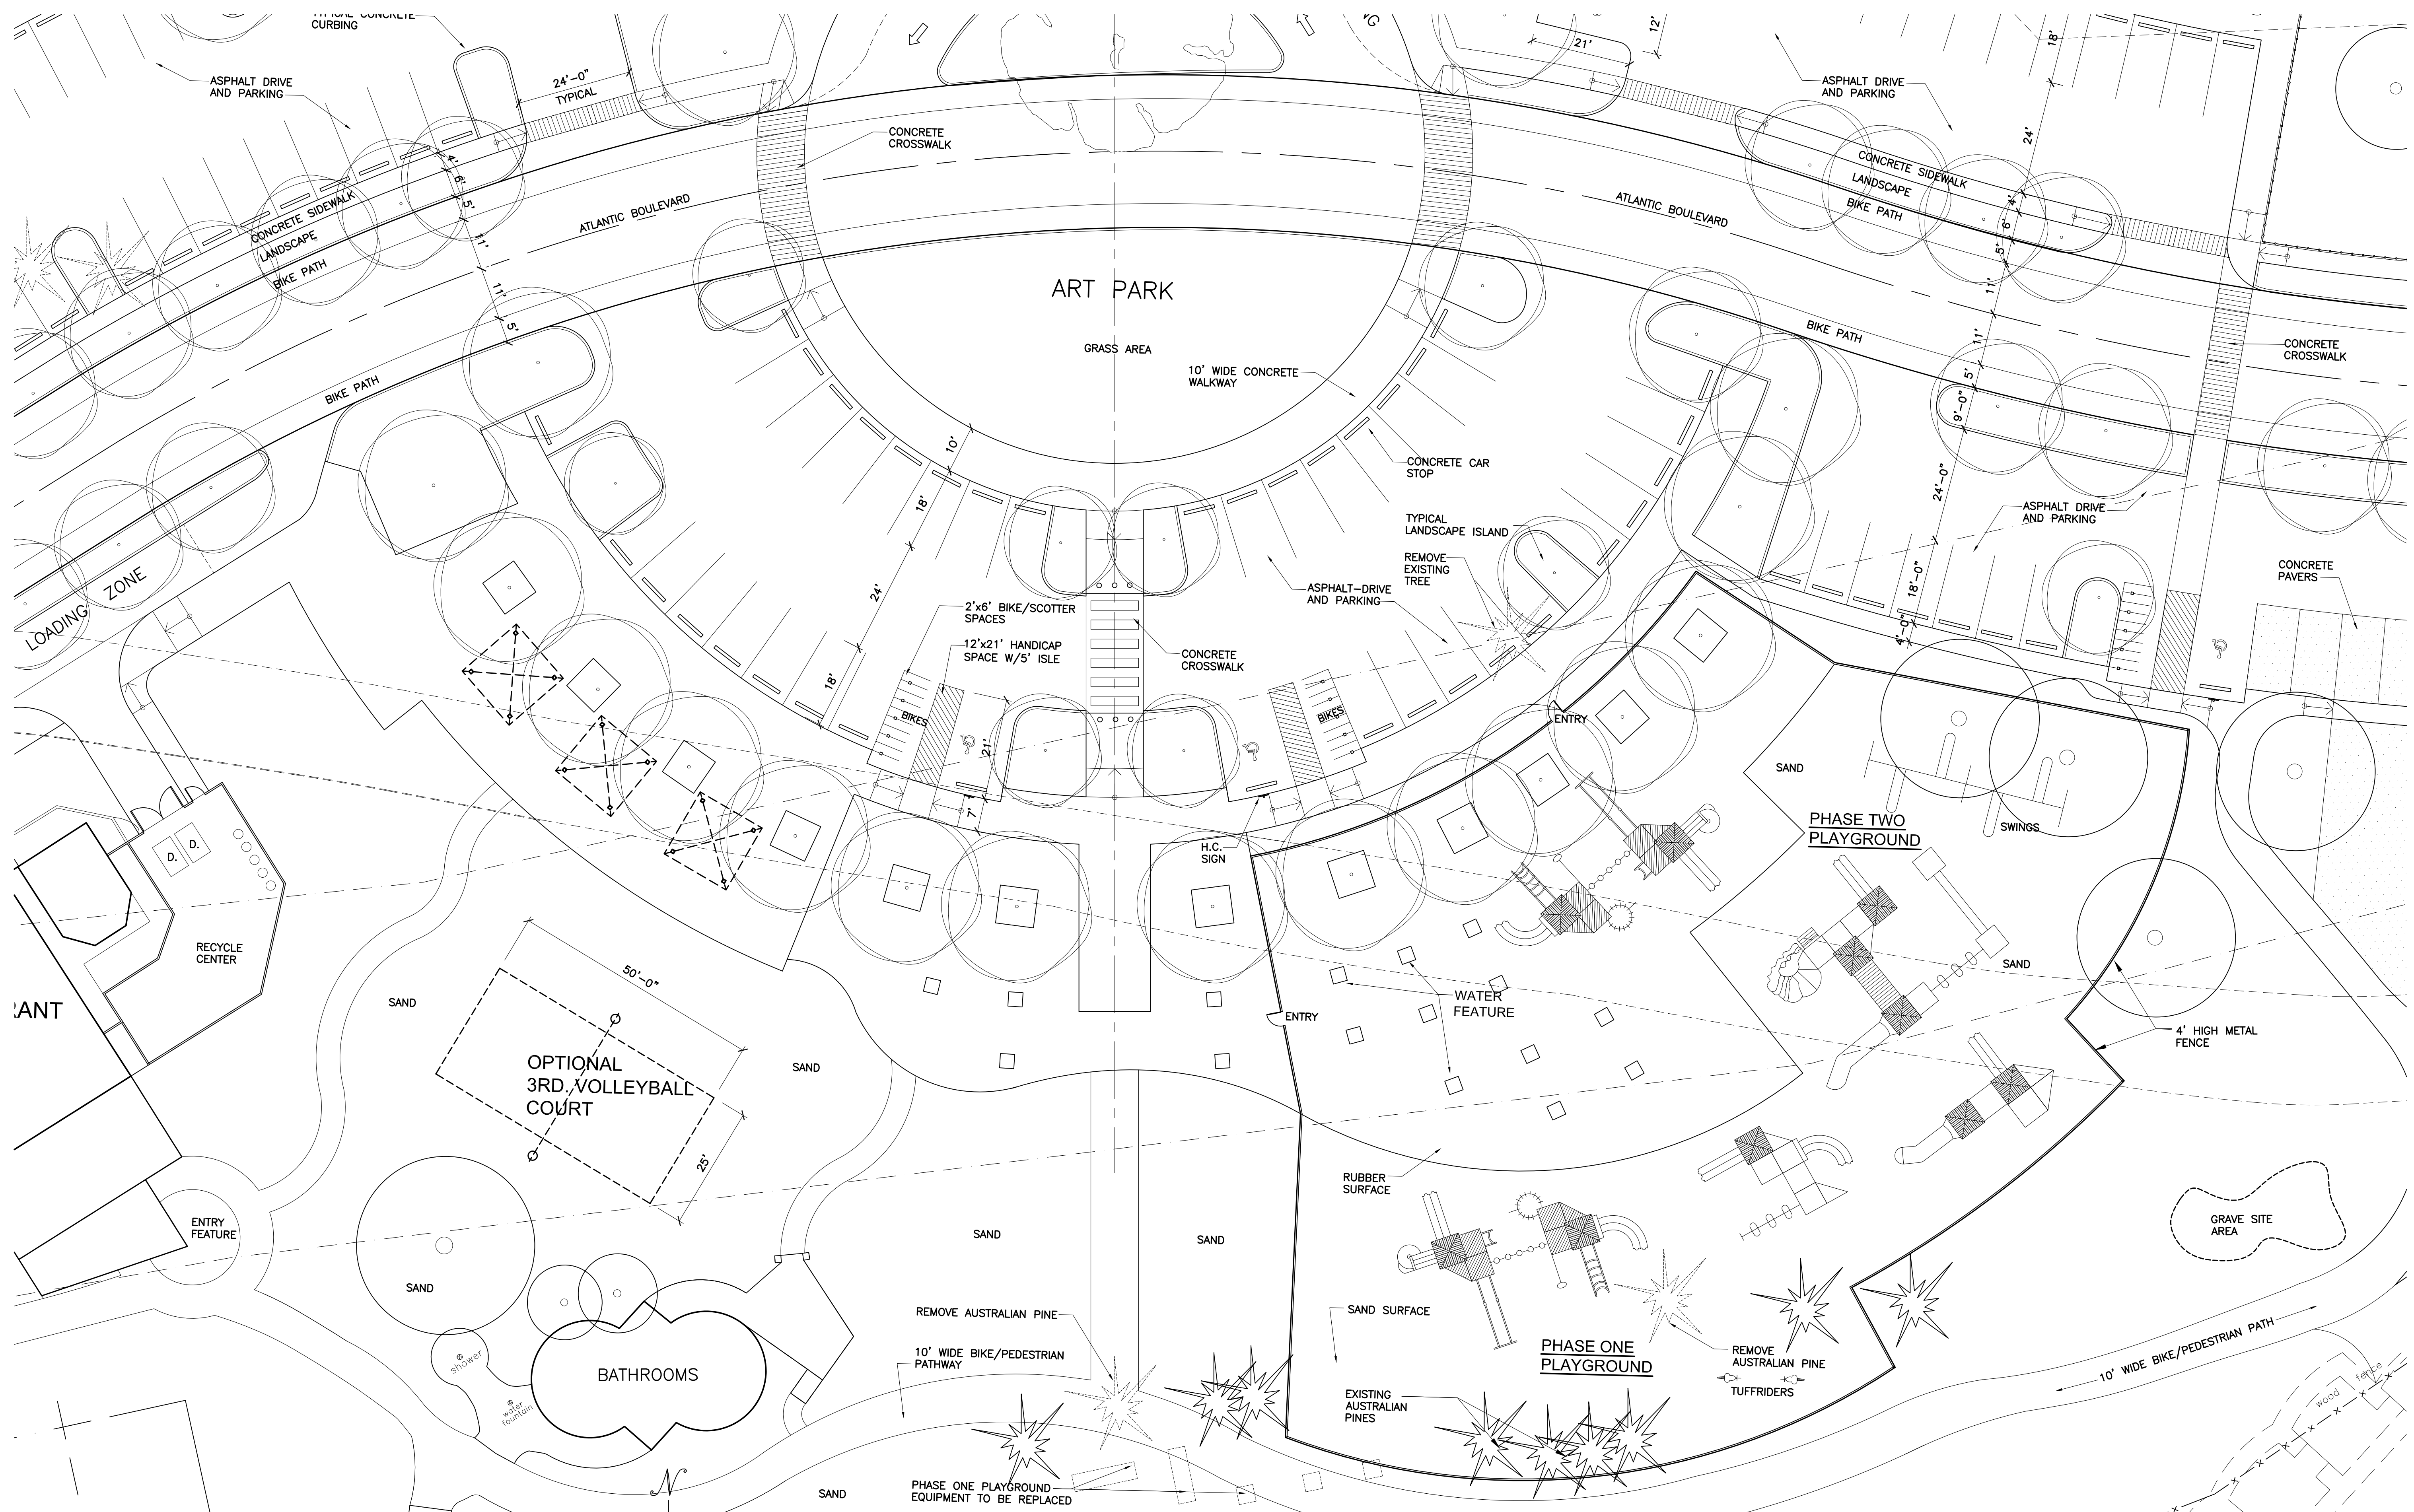 TYPICAL CONCRETE
CURBING
ASPHALT DRIVE
AND PARKING
24'-0"
TYPICAL
21'
12'
ASPHALT DRIVE
AND PARKING
18'
24'
CONCRETE
CROSSWALK
CONCRETE SIDEWALK
LANDSCAPE
BIKE PATH
4'
6'
5'
11'
11'
5'
ATLANTIC BOULEVARD
ATLANTIC BOULEVARD
CONCRETE SIDEWALK
LANDSCAPE
BIKE PATH
4'
6'
5'
11'
11'
5'
9'-0"
24'-0"
18'-0"
4'-0"
BIKE PATH
BIKE PATH
ART PARK
GRASS AREA
10' WIDE CONCRETE
WALKWAY
CONCRETE
CROSSWALK
10'
18'
24'
18'
CONCRETE CAR
STOP
TYPICAL
LANDSCAPE ISLAND
REMOVE
EXISTING
TREE
ASPHALT DRIVE
AND PARKING
CONCRETE
PAVERS
LOADING ZONE
2'x6' BIKE/SCOTTER
SPACES
12'x21' HANDICAP
SPACE W/5' ISLE
ASPHALT-DRIVE
AND PARKING
CONCRETE
CROSSWALK
BIKES
BIKES
21'
7'
ENTRY
SAND
PHASE TWO
PLAYGROUND
SWINGS
H.C.
SIGN
D.
D.
RECYCLE
CENTER
RANT
SAND
50'-0"
OPTIONAL
3RD. VOLLEYBALL
COURT
25'
SAND
WATER
FEATURE
ENTRY
SAND
4' HIGH METAL
FENCE
RUBBER
SURFACE
ENTRY
FEATURE
SAND
SAND
SAND
GRAVE SITE
AREA
REMOVE AUSTRALIAN PINE
SAND SURFACE
10' WIDE BIKE/PEDESTRIAN
PATHWAY
PHASE ONE
PLAYGROUND
REMOVE
AUSTRALIAN PINE
TUFFRIDERS
10' WIDE BIKE/PEDESTRIAN PATH
shower
water
fountain
BATHROOMS
EXISTING
AUSTRALIAN
PINES
wood fence
N
SAND
PHASE ONE PLAYGROUND
EQUIPMENT TO BE REPLACED